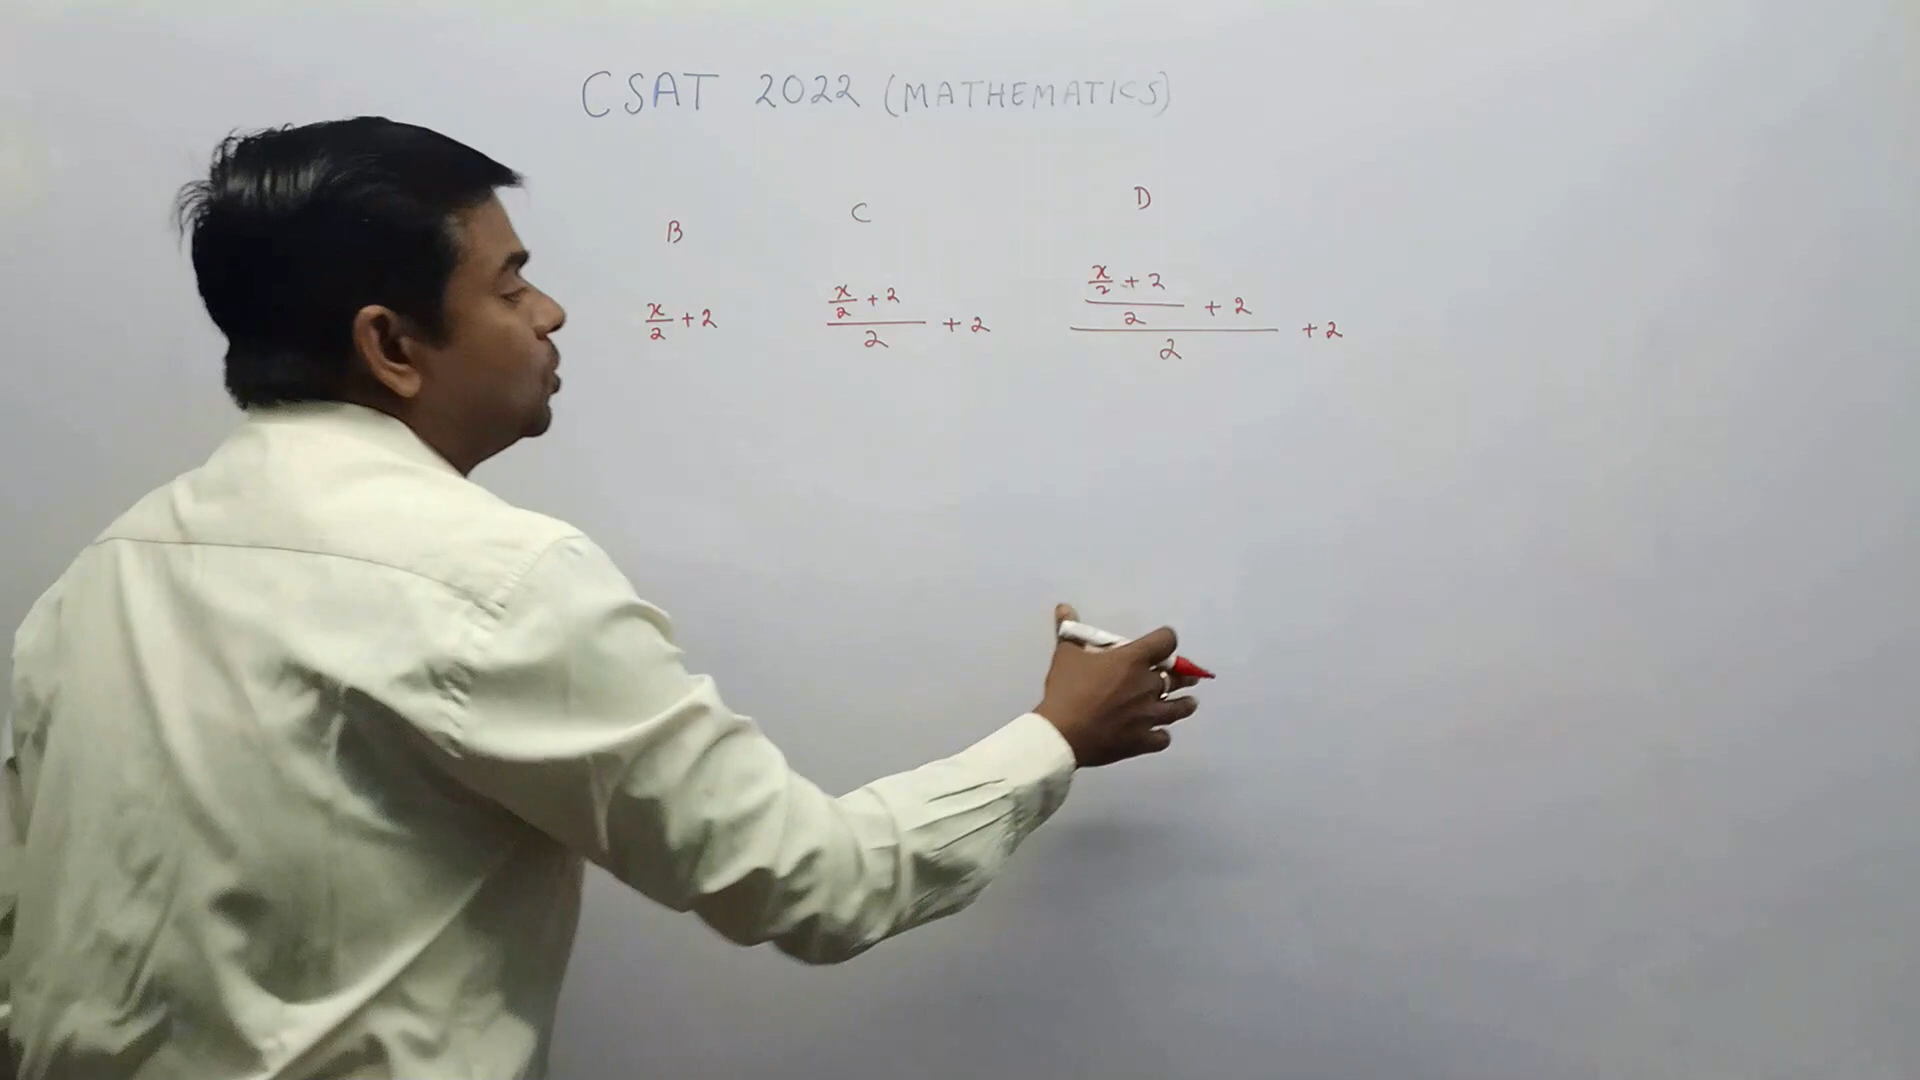 CSAT 2022 (MATHEMATICS)
B C D
x/2 + 2
(x/2 + 2)/2 + 2
((x/2 + 2)/2 + 2)/2 + 2